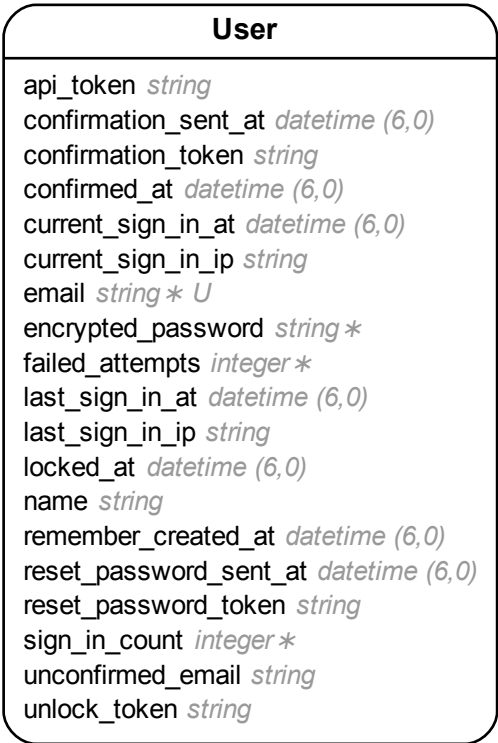 User
api_token string
confirmation_sent_at datetime (6,0)
confirmation_token string
confirmed_at datetime (6,0)
current_sign_in_at datetime (6,0)
current_sign_in_ip string
email string ∗ U
encrypted_password string ∗
failed_attempts integer ∗
last_sign_in_at datetime (6,0)
last_sign_in_ip string
locked_at datetime (6,0)
name string
remember_created_at datetime (6,0)
reset_password_sent_at datetime (6,0)
reset_password_token string
sign_in_count integer ∗
unconfirmed_email string
unlock_token string